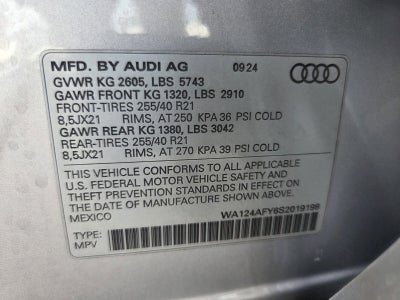 MFD. BY AUDI AG 09 24
GVWR KG 2605, LBS 5743
GAWR FRONT KG 1320, LBS 2910
FRONT-TIRES 255/40 R21
8,5JX21 RIMS, AT 250 KPA 36 PSI COLD
GAWR REAR KG 1380, LBS 3042
REAR-TIRES 255/40 R21
8,5JX21 RIMS, AT 270 KPA 39 PSI COLD
THIS VEHICLE CONFORMS TO ALL APPLICABLE
U.S. FEDERAL MOTOR VEHICLE SAFETY AND
THEFT PREVENTION STANDARDS IN EFFECT ON
THE DATE OF MANUFACTURE SHOWN ABOVE
MEXICO
WA124AFY6S2019198
TYPE:
MPV